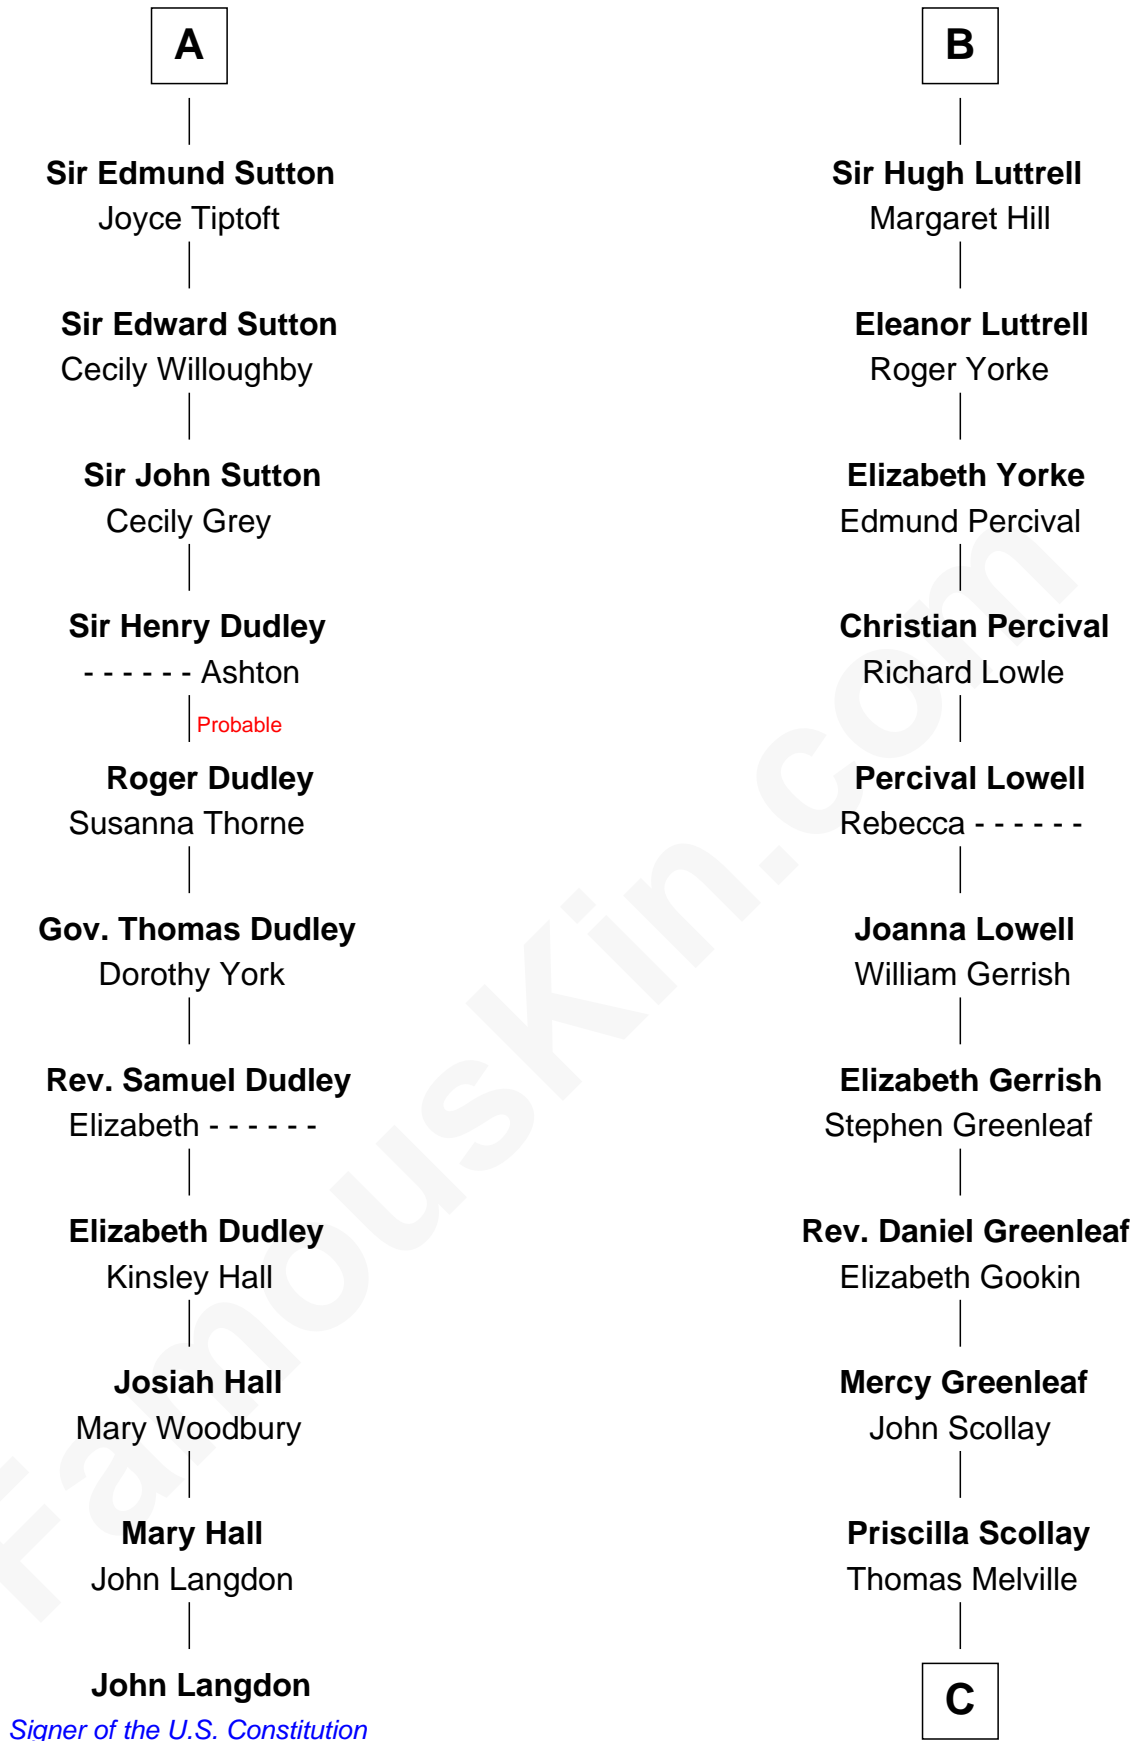 A
Sir Edmund Sutton
Joyce Tiptoft
Sir Edward Sutton
Cecily Willoughby
Sir John Sutton
Cecily Grey
Sir Henry Dudley
- - - - - - Ashton
Probable
Roger Dudley
Susanna Thorne
Gov. Thomas Dudley
Dorothy York
Rev. Samuel Dudley
Elizabeth - - - - - -
Elizabeth Dudley
Kinsley Hall
Josiah Hall
Mary Woodbury
Mary Hall
John Langdon
John Langdon
Signer of the U.S. Constitution
B
Sir Hugh Luttrell
Margaret Hill
Eleanor Luttrell
Roger Yorke
Elizabeth Yorke
Edmund Percival
Christian Percival
Richard Lowle
Percival Lowell
Rebecca - - - - - -
Joanna Lowell
William Gerrish
Elizabeth Gerrish
Stephen Greenleaf
Rev. Daniel Greenleaf
Elizabeth Gookin
Mercy Greenleaf
John Scollay
Priscilla Scollay
Thomas Melville
C
FamousKin.com